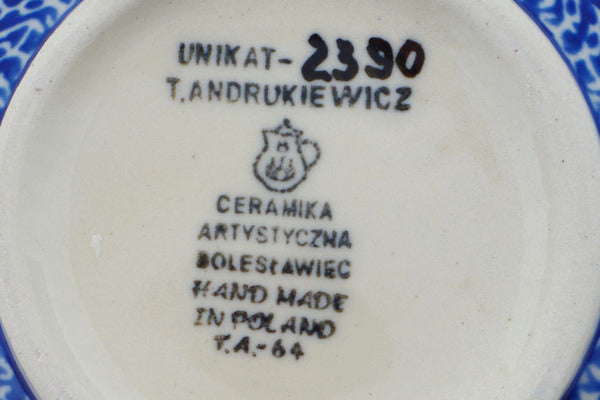 UNIKAT- 2390
T.ANDRUKIEWICZ
CERAMIKA
ARTYSTYCZNA
BOLESŁAWIEC
HAND MADE
IN POLAND
T.A.-64